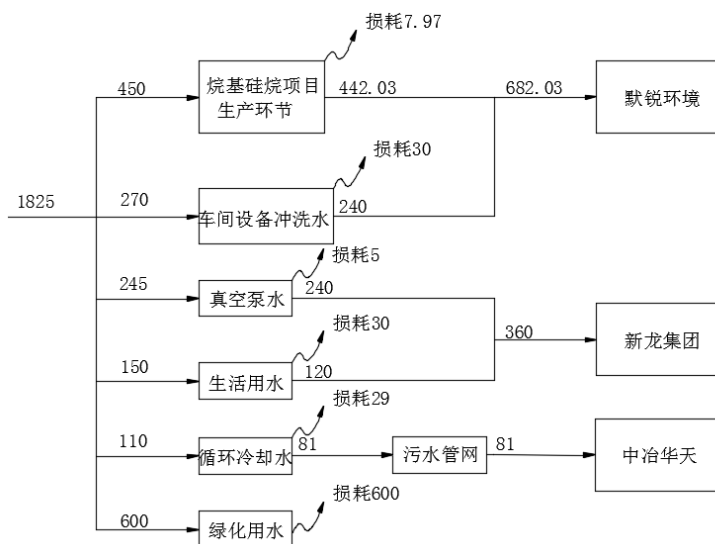 损耗7.97
450
烷基硅烷项目
生产环节
442.03
682.03
默锐环境
损耗30
1825
270
车间设备冲洗水
240
损耗5
245
真空泵水
240
损耗30
360
新龙集团
150
生活用水
120
损耗29
110
循环冷却水
81
污水管网
81
中冶华天
损耗600
600
绿化用水